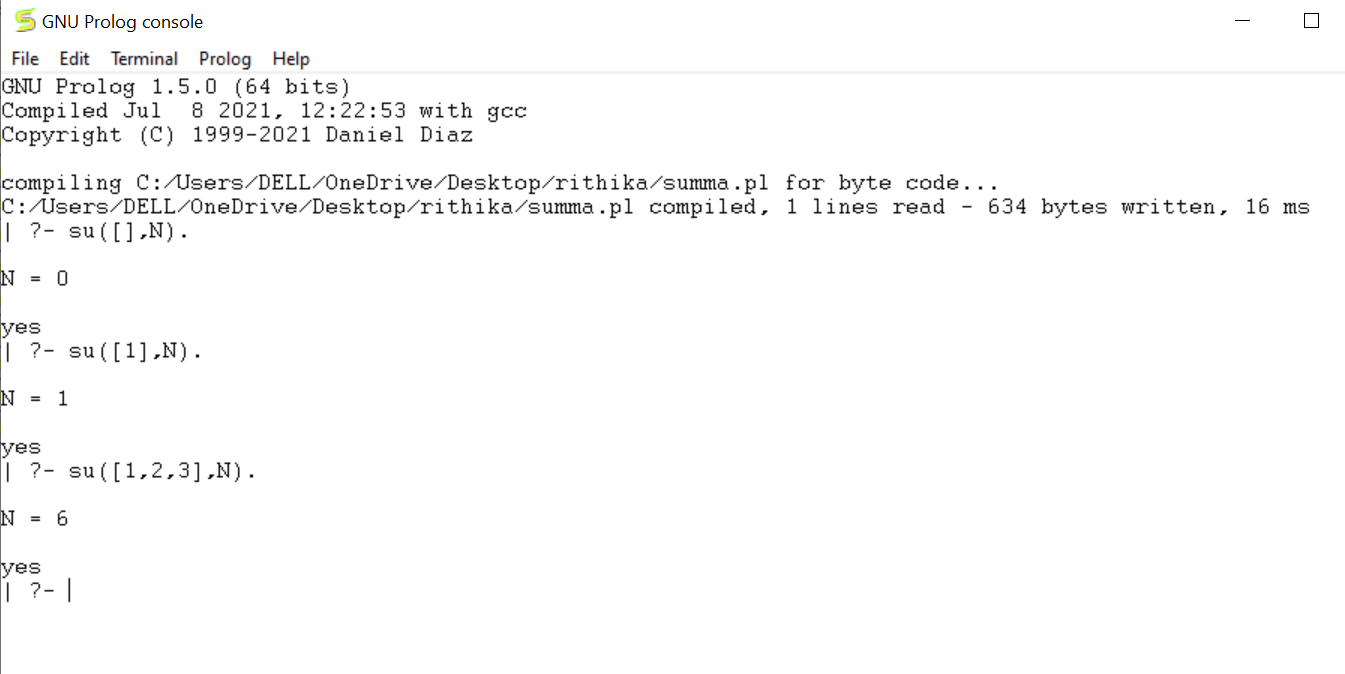 GNU Prolog console
File Edit Terminal Prolog Help
GNU Prolog 1.5.0 (64 bits)
Compiled Jul  8 2021, 12:22:53 with gcc
Copyright (C) 1999-2021 Daniel Diaz
compiling C:/Users/DELL/OneDrive/Desktop/rithika/summa.pl for byte code...
C:/Users/DELL/OneDrive/Desktop/rithika/summa.pl compiled, 1 lines read - 634 bytes written, 16 ms
| ?- su([],N).
N = 0
yes
| ?- su([1],N).
N = 1
yes
| ?- su([1,2,3],N).
N = 6
yes
| ?-